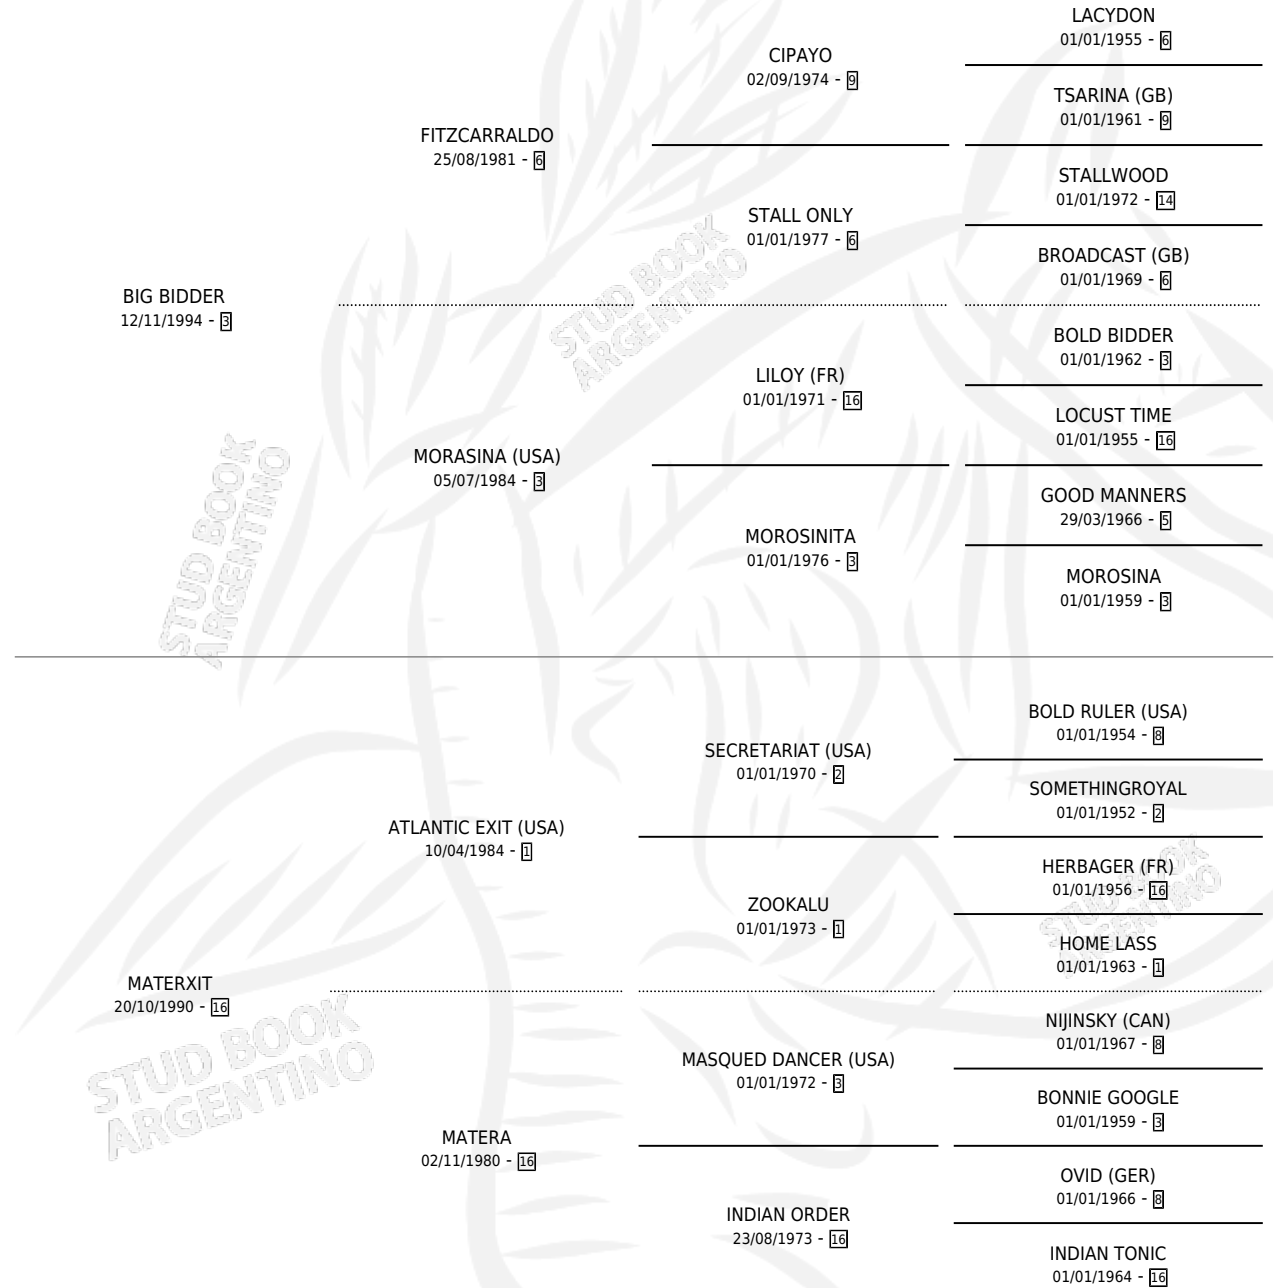 BIG BIDDER
12/11/1994 - 3
FITZCARRALDO
25/08/1981 - 6
CIPAYO
02/09/1974 - 9
LACYDON
01/01/1955 - 6
TSARINA (GB)
01/01/1961 - 9
STALL ONLY
01/01/1977 - 6
STALLWOOD
01/01/1972 - 14
BROADCAST (GB)
01/01/1969 - 6
MORASINA (USA)
05/07/1984 - 3
LILOY (FR)
01/01/1971 - 16
BOLD BIDDER
01/01/1962 - 3
LOCUST TIME
01/01/1955 - 16
MOROSINITA
01/01/1976 - 3
GOOD MANNERS
29/03/1966 - 5
MOROSINA
01/01/1959 - 3
MATERXIT
20/10/1990 - 16
ATLANTIC EXIT (USA)
10/04/1984 - 1
SECRETARIAT (USA)
01/01/1970 - 2
BOLD RULER (USA)
01/01/1954 - 8
SOMETHINGROYAL
01/01/1952 - 2
ZOOKALU
01/01/1973 - 1
HERBAGER (FR)
01/01/1956 - 16
HOME LASS
01/01/1963 - 1
MATERA
02/11/1980 - 16
MASQUED DANCER (USA)
01/01/1972 - 3
NIJINSKY (CAN)
01/01/1967 - 8
BONNIE GOOGLE
01/01/1959 - 3
INDIAN ORDER
23/08/1973 - 16
OVID (GER)
01/01/1966 - 8
INDIAN TONIC
01/01/1964 - 16
STUD BOOK
ARGENTINO
STUD BOOK
ARGENTINO
STUD BOOK
ARGENTINO
STUD BOOK
ARGENTINO